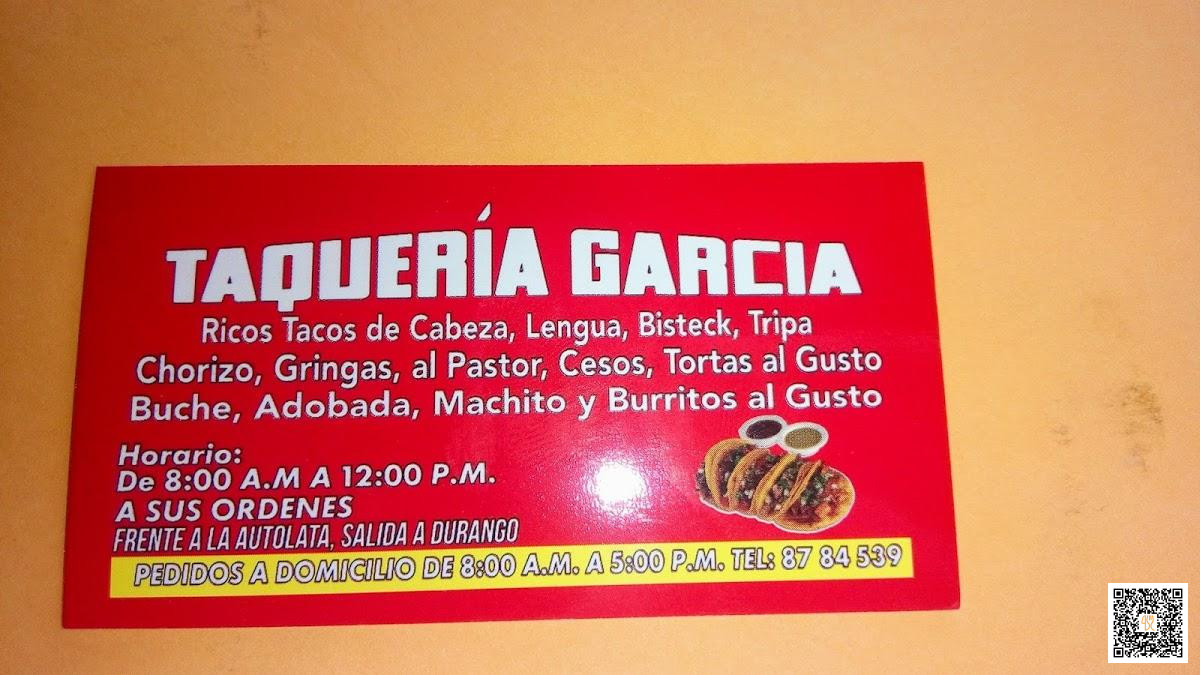 TAQUERÍA GARCIA
Ricos Tacos de Cabeza, Lengua, Bisteck, Tripa
Chorizo, Gringas, al Pastor, Cesos, Tortas al Gusto
Buche, Adobada, Machito y Burritos al Gusto
Horario:
De 8:00 A.M A 12:00 P.M.
A SUS ORDENES
FRENTE A LA AUTOLATA, SALIDA A DURANGO
PEDIDOS A DOMICILIO DE 8:00 A.M. A 5:00 P.M. TEL: 87 84 539